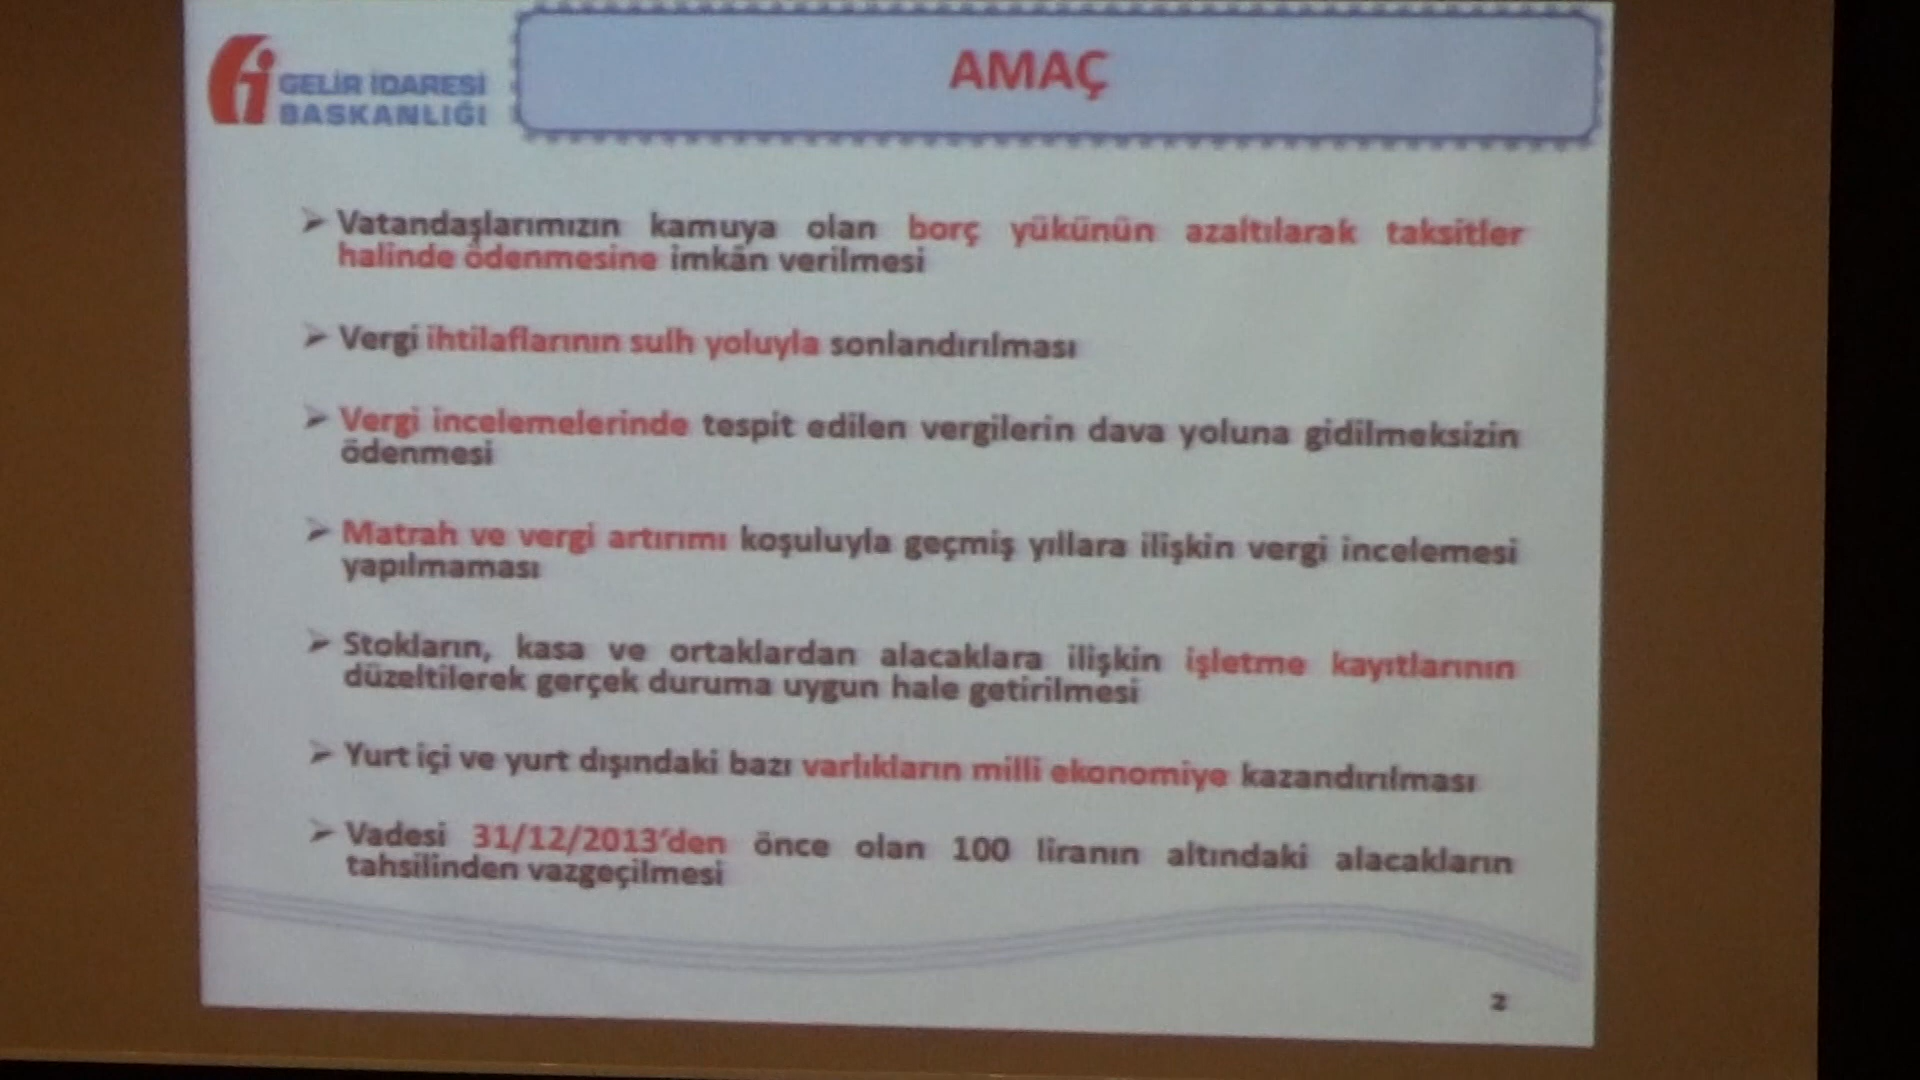 GELİR İDARESİ
BAŞKANLIĞI
AMAÇ
➢ Vatandaşlarımızın kamuya olan borç yükünün azaltılarak taksitler
halinde ödenmesine imkân verilmesi
➢ Vergi ihtilaflarının sulh yoluyla sonlandırılması
➢ Vergi incelemelerinde tespit edilen vergilerin dava yoluna gidilmeksizin
ödenmesi
➢ Matrah ve vergi artırımı koşuluyla geçmiş yıllara ilişkin vergi incelemesi
yapılmaması
➢ Stokların, kasa ve ortaklardan alacaklara ilişkin işletme kayıtlarının
düzeltilerek gerçek duruma uygun hale getirilmesi
➢ Yurt içi ve yurt dışındaki bazı varlıkların milli ekonomiye kazandırılması
➢ Vadesi 31/12/2013'den önce olan 100 liranın altındaki alacakların
tahsilinden vazgeçilmesi
2